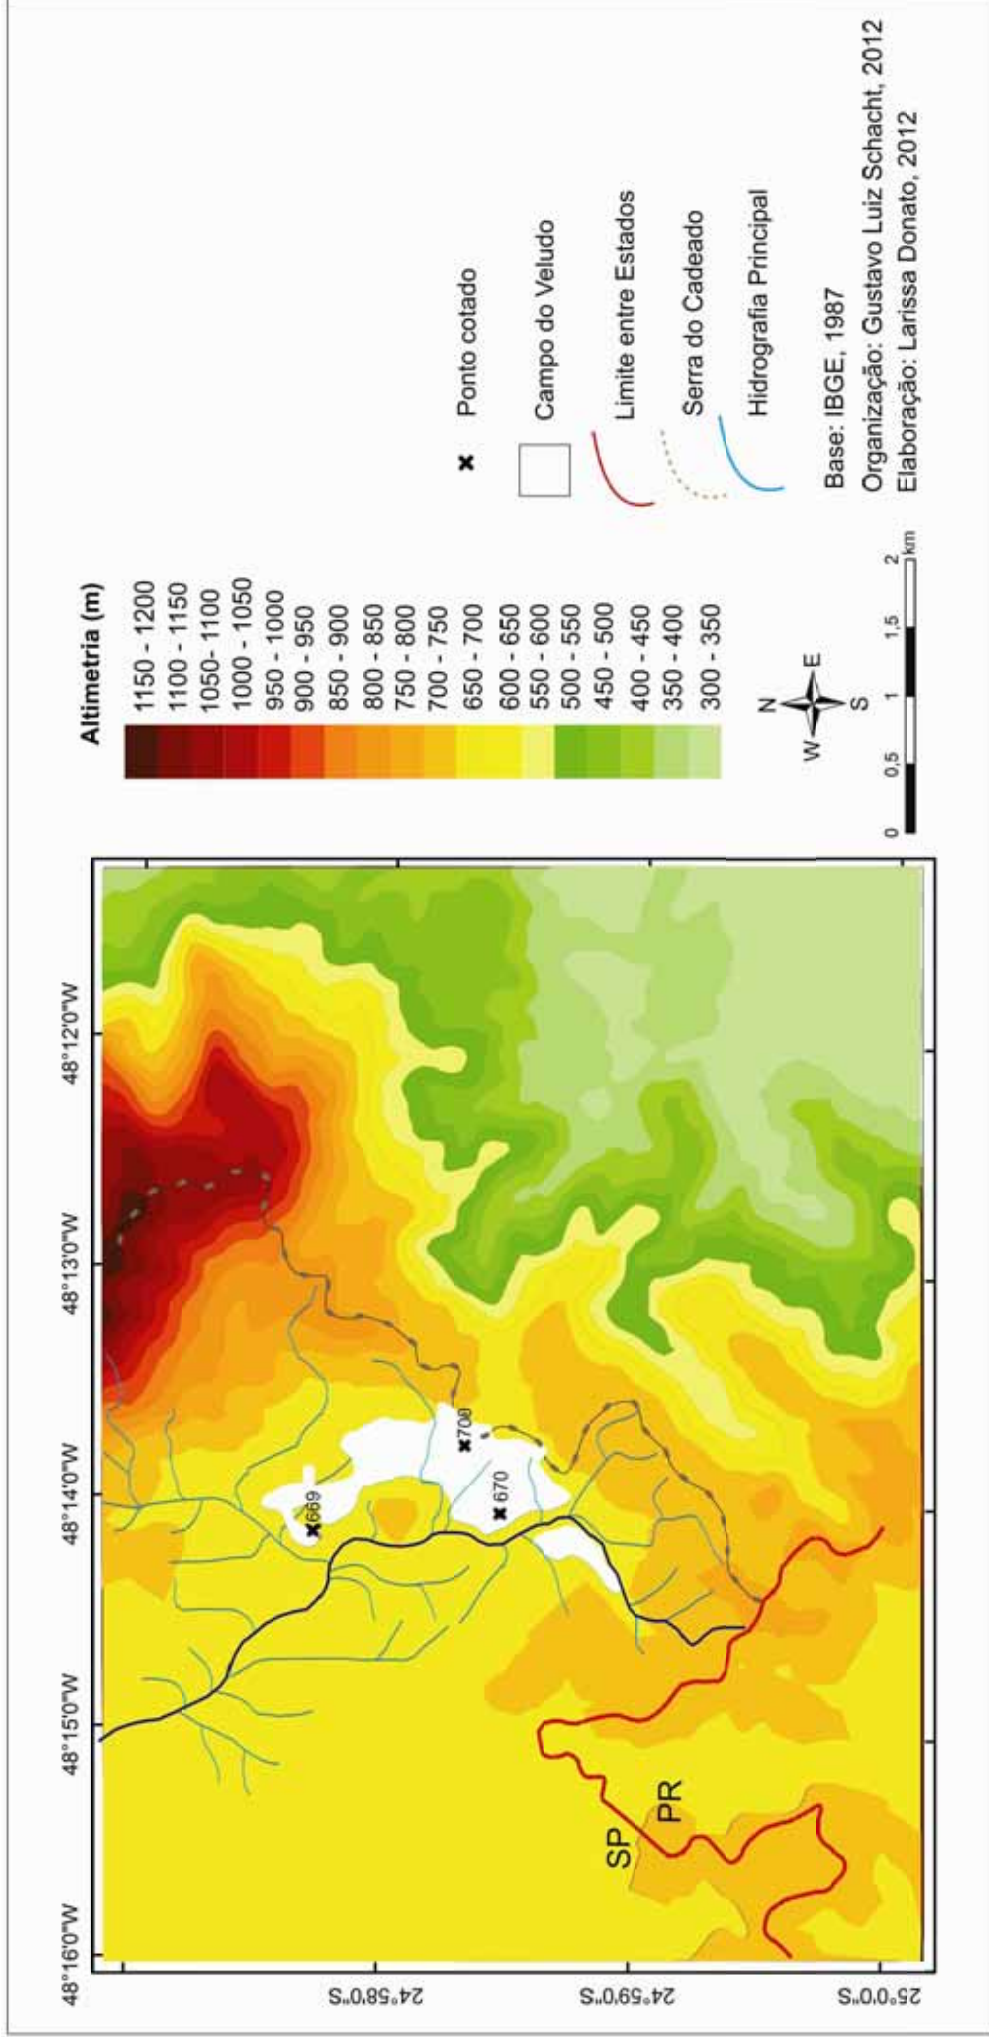 48°16'0"W
48°15'0"W
48°14'0"W
48°13'0"W
48°12'0"W
24°58'0"S
24°59'0"S
25°0'0"S
669
700
670
SP
PR
Altimetria (m)
1150 - 1200
1100 - 1150
1050- 1100
1000 - 1050
950 - 1000
900 - 950
850 - 900
800 - 850
750 - 800
700 - 750
650 - 700
600 - 650
550 - 600
500 - 550
450 - 500
400 - 450
350 - 400
300 - 350
N
W
E
S
0
0,5
1
1,5
2
km
Ponto cotado
Campo do Veludo
Limite entre Estados
Serra do Cadeado
Hidrografia Principal
Base: IBGE, 1987
Organização: Gustavo Luiz Schacht, 2012
Elaboração: Larissa Donato, 2012